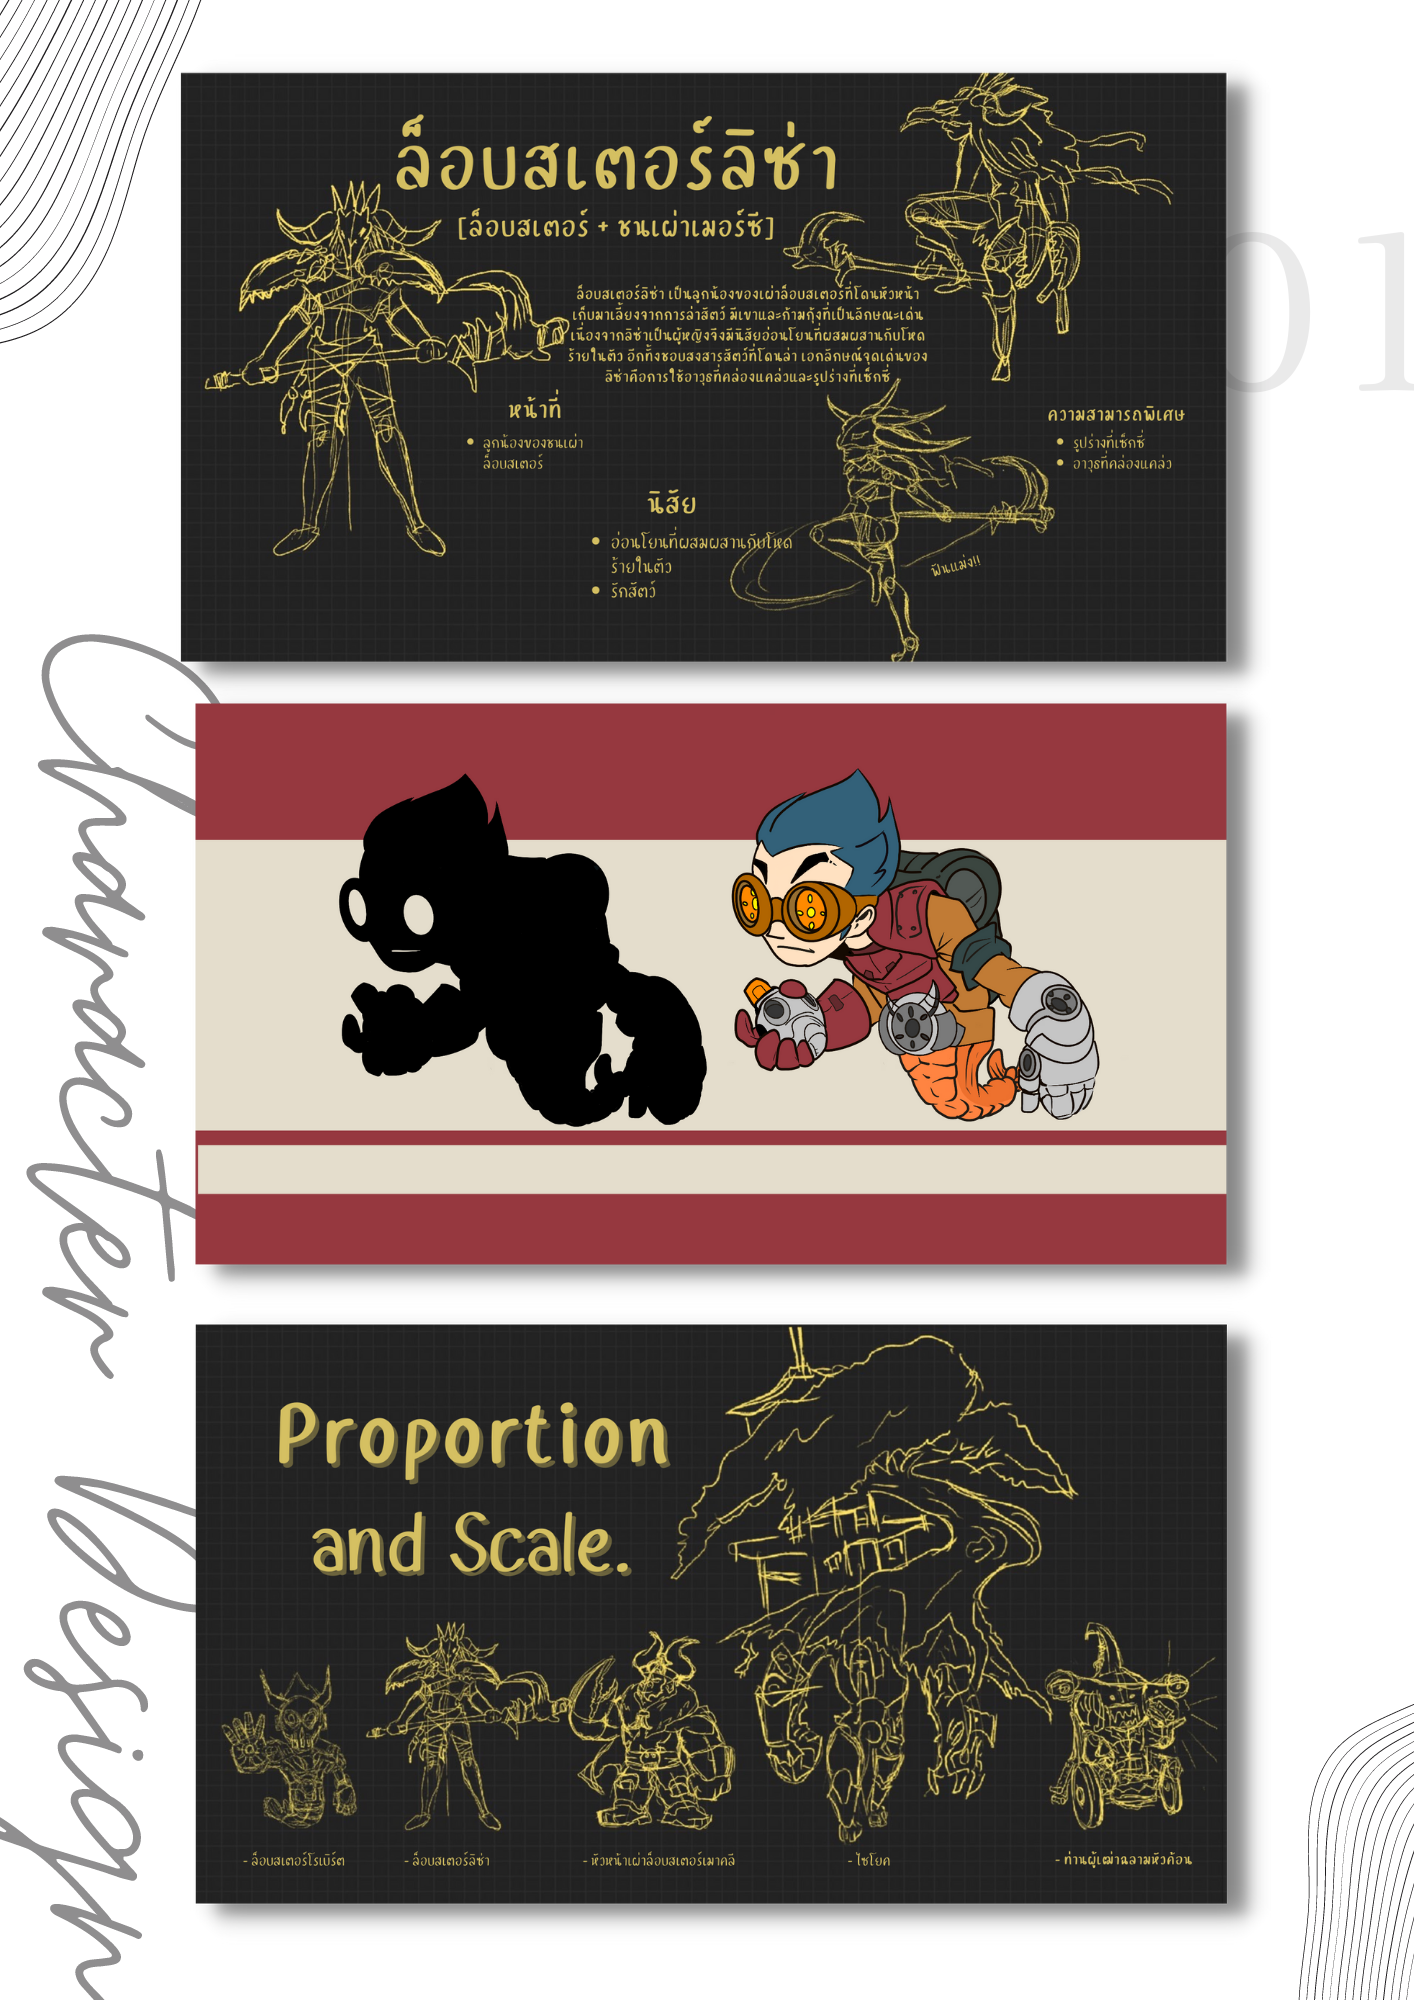 01
Character Design
ล็อบสเตอร์ลิซ่า
[ล็อบสเตอร์ + ชนเผ่าเมอร์ซี]
ล็อบสเตอร์ลิซ่า เป็นลูกน้องของเผ่าล็อบสเตอร์ที่โดนหัวหน้า
เก็บมาเลี้ยงจากการล่าสัตว์ มีเขาและก้ามกุ้งที่เป็นลักษณะเด่น
เนื่องจากลิซ่าเป็นผู้หญิงจึงมีนิสัยอ่อนโยนที่ผสมผสานกับโหด
ร้ายในตัว อีกทั้งชอบสงสารสัตว์ที่โดนล่า เอกลักษณ์จุดเด่นของ
ลิซ่าคือการใช้อาวุธที่คล่องแคล่วและรูปร่างที่เซ็กซี่
หน้าที่
ลูกน้องของชนเผ่า
ล็อบสเตอร์
ความสามารถพิเศษ
รูปร่างที่เซ็กซี่
อาวุธที่คล่องแคล่ว
นิสัย
อ่อนโยนที่ผสมผสานกับโหด
ร้ายในตัว
รักสัตว์
ฟันแม่ง!!
Proportion
and Scale.
- ล็อบสเตอร์โรเบิร์ต
- ล็อบสเตอร์ลิซ่า
- หัวหน้าเผ่าล็อบสเตอร์เมาคลี
- ไซโยค
- ท่านผู้เฒ่าฉลามหัวค้อน